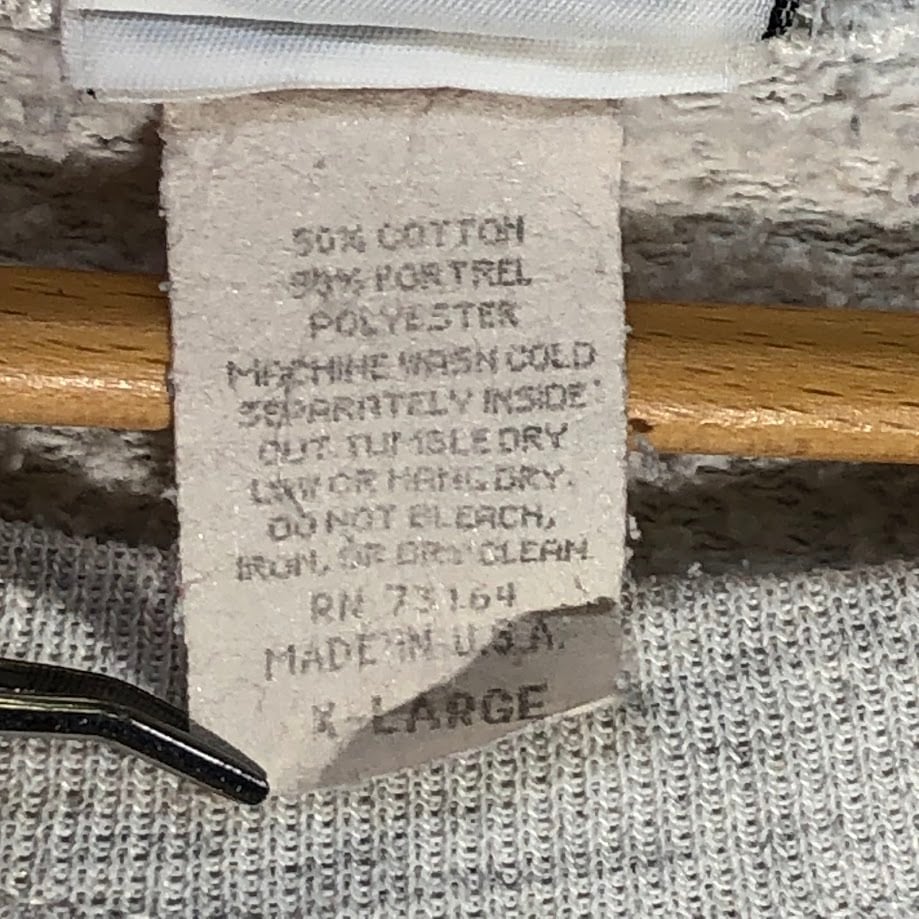 50% COTTON
50% FORTREL
POLYESTER
MACHINE WASH COLD
SEPARATELY INSIDE
OUT. TUMBLE DRY
LOW OR HANG DRY.
DO NOT BLEACH,
IRON, OR DRY CLEAN.
RN 73164
MADE IN U.S.A.
X-LARGE